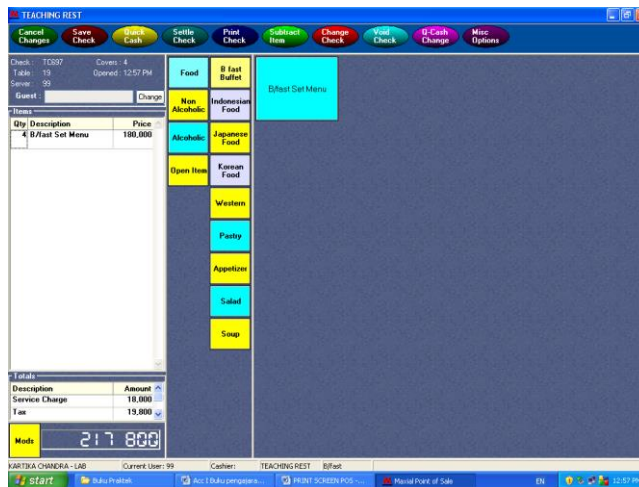 TEACHING REST
Cancel Changes
Save Check
Quick Cash
Settle Check
Print Check
Subtract Item
Change Check
Void Check
G-Cash Change
Misc Options
Check : TC697 Covers : 4
Table : 19 Opened : 12:57 PM
Server : 99
Guest : Change
Items
Qty Description Price
4 B/fast Set Menu 180,000
Food
Non Alcoholic
Alcoholic
Open Item
B fast Buffet
Indonesian Food
Japanese Food
Korean Food
Western
Pastry
Appetizer
Salad
Soup
B/fast Set Menu
Totals
Description Amount
Service Charge 18,000
Tax 19,800
Mods 217 800
KARTIKA CHANDRA - LAB Current User: 99 Cashier: TEACHING REST B/fast
start Buku Praktek Acc I Buku pengajara... PRINT SCREEN POS -... Maxial Point of Sale EN 12:57 PM